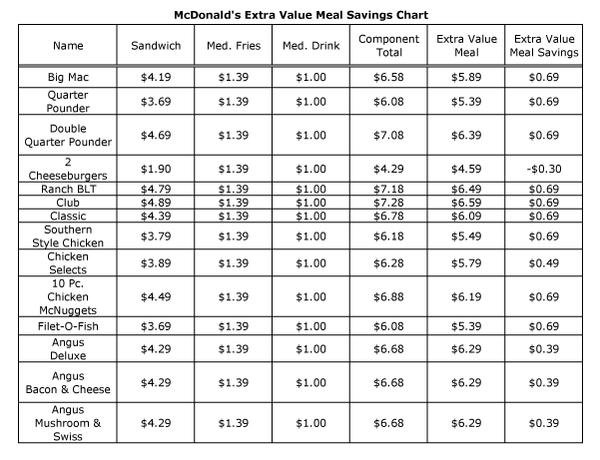 McDonald's Extra Value Meal Savings Chart
Name Sandwich Med. Fries Med. Drink Component Total Extra Value Meal Extra Value Meal Savings
Big Mac $4.19 $1.39 $1.00 $6.58 $5.89 $0.69
Quarter Pounder $3.69 $1.39 $1.00 $6.08 $5.39 $0.69
Double Quarter Pounder $4.69 $1.39 $1.00 $7.08 $6.39 $0.69
2 Cheeseburgers $1.90 $1.39 $1.00 $4.29 $4.59 -$0.30
Ranch BLT $4.79 $1.39 $1.00 $7.18 $6.49 $0.69
Club $4.89 $1.39 $1.00 $7.28 $6.59 $0.69
Classic $4.39 $1.39 $1.00 $6.78 $6.09 $0.69
Southern Style Chicken $3.79 $1.39 $1.00 $6.18 $5.49 $0.69
Chicken Selects $3.89 $1.39 $1.00 $6.28 $5.79 $0.49
10 Pc. Chicken McNuggets $4.49 $1.39 $1.00 $6.88 $6.19 $0.69
Filet-O-Fish $3.69 $1.39 $1.00 $6.08 $5.39 $0.69
Angus Deluxe $4.29 $1.39 $1.00 $6.68 $6.29 $0.39
Angus Bacon & Cheese $4.29 $1.39 $1.00 $6.68 $6.29 $0.39
Angus Mushroom & Swiss $4.29 $1.39 $1.00 $6.68 $6.29 $0.39